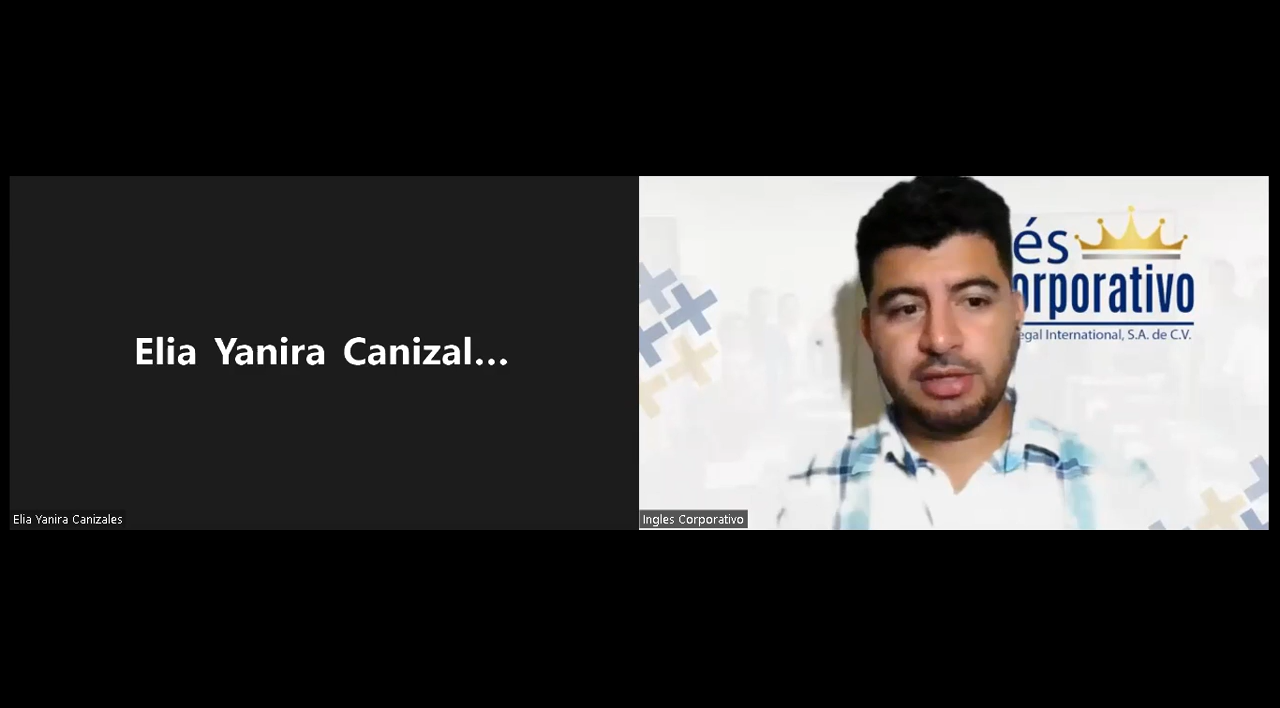 Elia Yanira Canizal...
Elia Yanira Canizales
és
orporativo
egal International, S.A. de C.V.
Ingles Corporativo